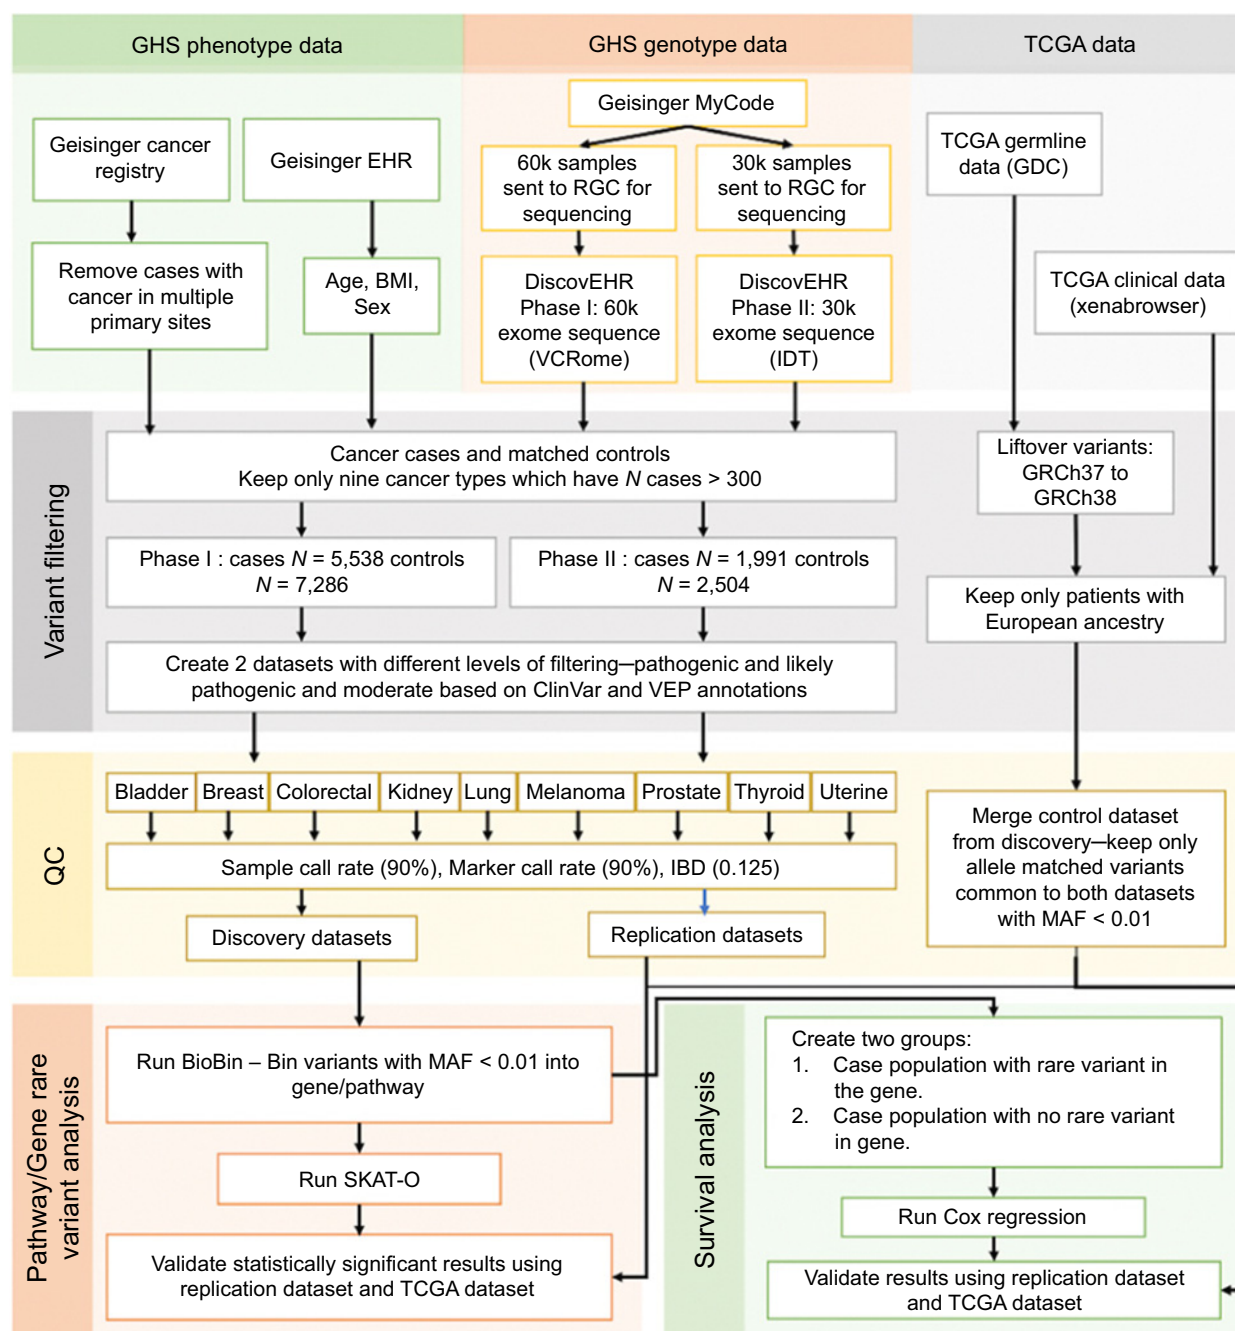 GHS phenotype data
GHS genotype data
TCGA data
Geisinger cancer
registry
Geisinger EHR
Remove cases with
cancer in multiple
primary sites
Age, BMI,
Sex
Geisinger MyCode
60k samples
sent to RGC for
sequencing
30k samples
sent to RGC for
sequencing
DiscovEHR
Phase I: 60k
exome sequence
(VCRome)
DiscovEHR
Phase II: 30k
exome sequence
(IDT)
TCGA germline
data (GDC)
TCGA clinical data
(xenabrowser)
Variant filtering
Cancer cases and matched controls
Keep only nine cancer types which have N cases > 300
Phase I : cases N = 5,538 controls
N = 7,286
Phase II : cases N = 1,991 controls
N = 2,504
Create 2 datasets with different levels of filtering—pathogenic and likely
pathogenic and moderate based on ClinVar and VEP annotations
Liftover variants:
GRCh37 to
GRCh38
Keep only patients with
European ancestry
QC
Bladder Breast Colorectal Kidney Lung Melanoma Prostate Thyroid Uterine
Sample call rate (90%), Marker call rate (90%), IBD (0.125)
Discovery datasets
Replication datasets
Merge control dataset
from discovery—keep only
allele matched variants
common to both datasets
with MAF < 0.01
Pathway/Gene rare
variant analysis
Run BioBin – Bin variants with MAF < 0.01 into
gene/pathway
Run SKAT-O
Validate statistically significant results using
replication dataset and TCGA dataset
Survival analysis
Create two groups:
1. Case population with rare variant in
the gene.
2. Case population with no rare variant
in gene.
Run Cox regression
Validate results using replication dataset
and TCGA dataset